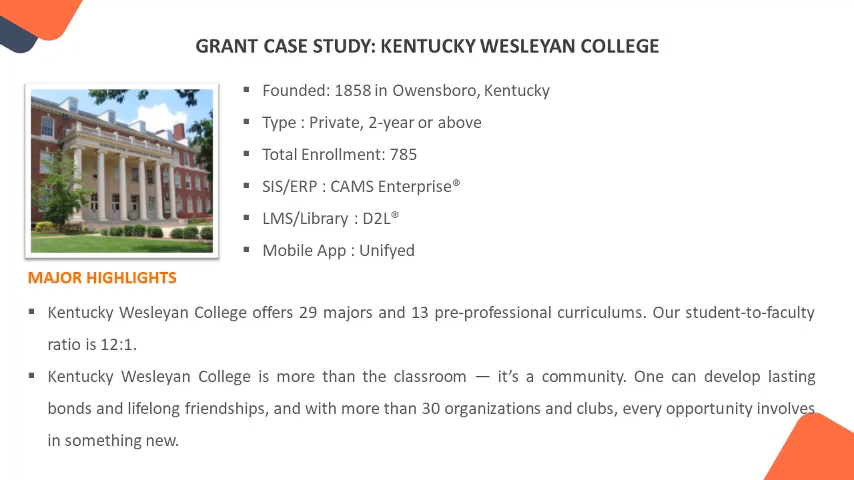 GRANT CASE STUDY: KENTUCKY WESLEYAN COLLEGE
▪ Founded: 1858 in Owensboro, Kentucky
▪ Type : Private, 2-year or above
▪ Total Enrollment: 785
▪ SIS/ERP : CAMS Enterprise®
▪ LMS/Library : D2L®
▪ Mobile App : Unifyed
MAJOR HIGHLIGHTS
▪ Kentucky Wesleyan College offers 29 majors and 13 pre-professional curriculums. Our student-to-faculty
ratio is 12:1.
▪ Kentucky Wesleyan College is more than the classroom — it’s a community. One can develop lasting
bonds and lifelong friendships, and with more than 30 organizations and clubs, every opportunity involves
in something new.